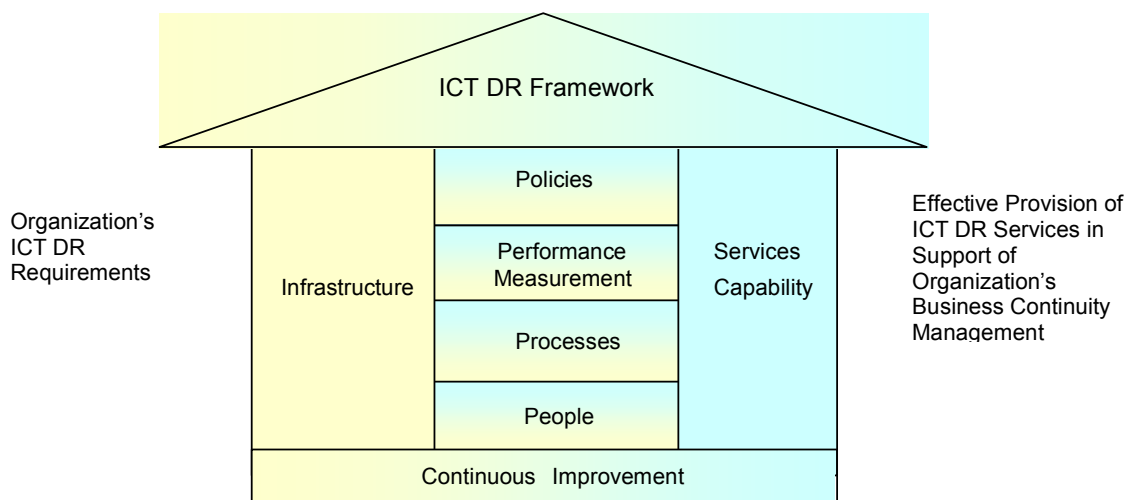 ICT DR Framework
Organization’s
ICT DR
Requirements
Infrastructure
Policies
Performance
Measurement
Processes
People
Services
Capability
Continuous Improvement
Effective Provision of
ICT DR Services in
Support of
Organization’s
Business Continuity
Management